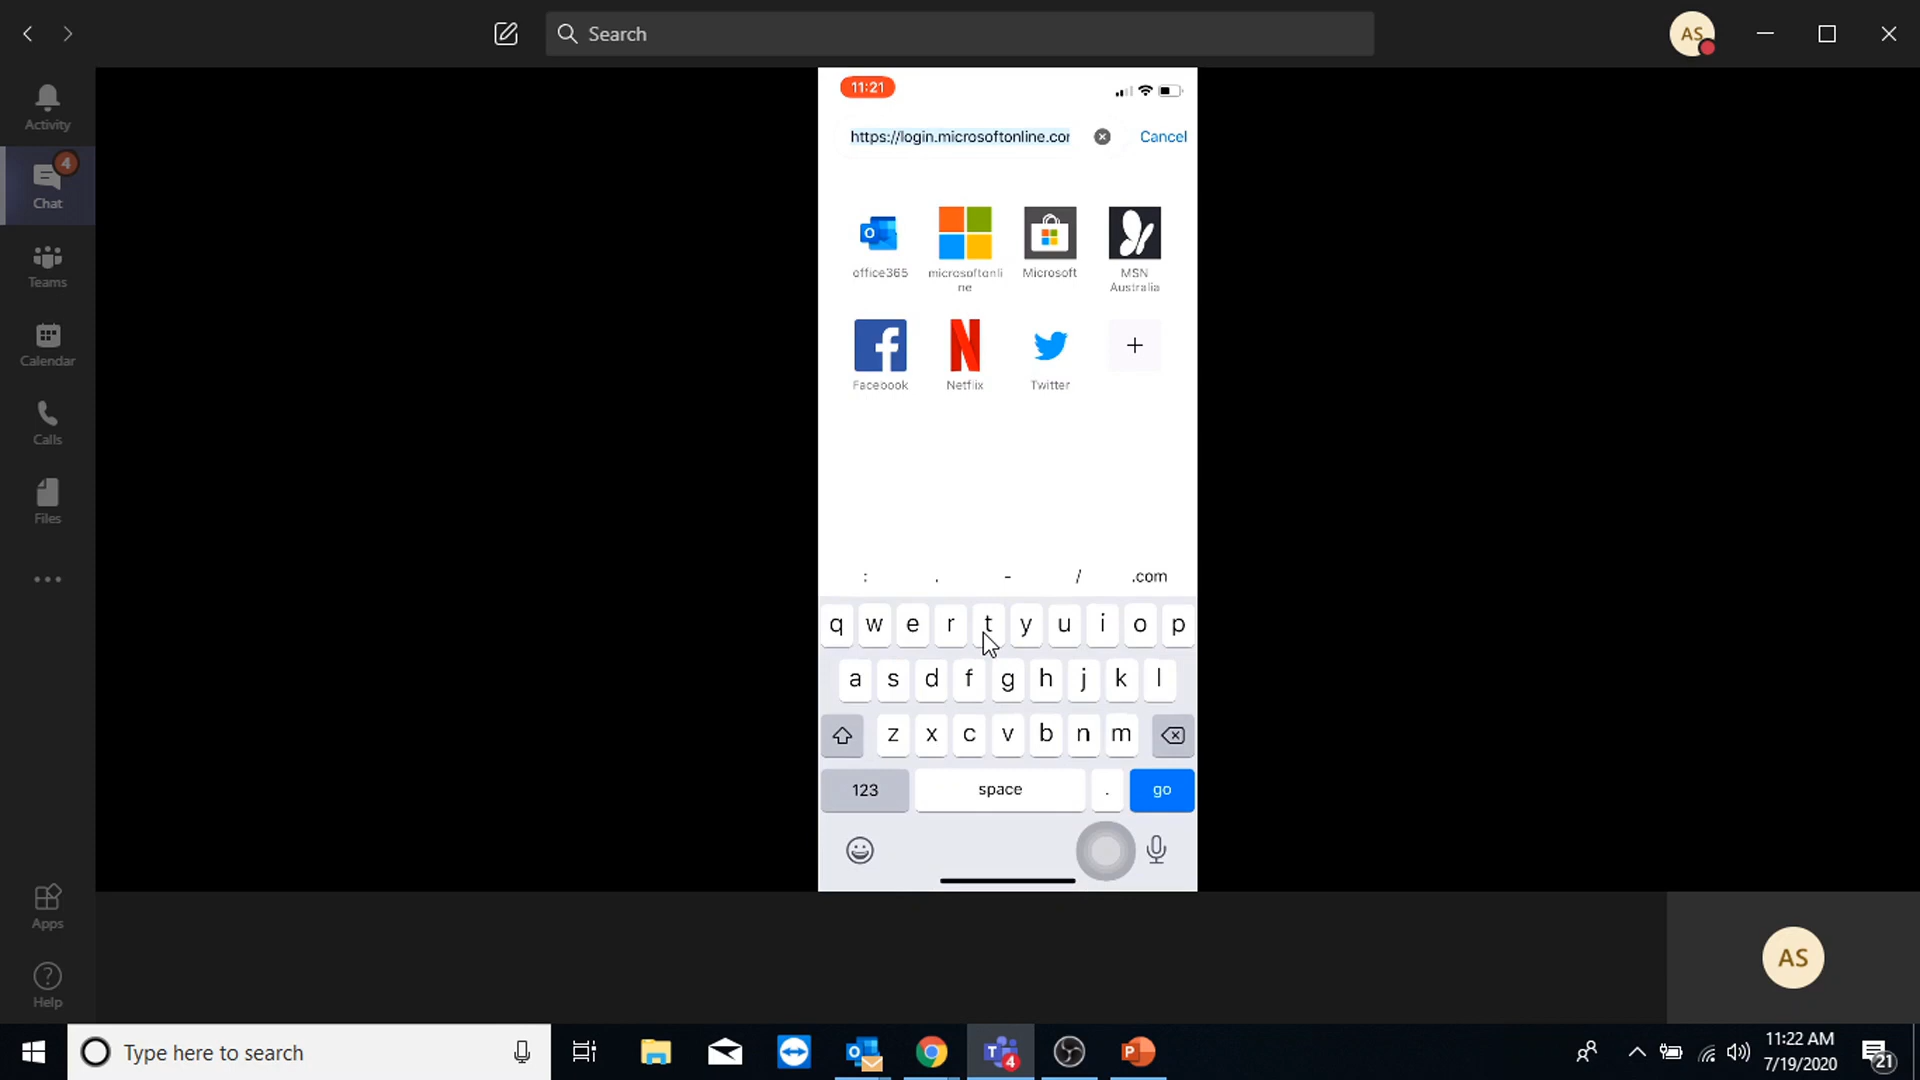 Search
AS
Activity
4
Chat
Teams
Calendar
Calls
Files
Apps
Help
11:21
https://login.microsoftonline.cor
Cancel
office365
microsoftonli
ne
Microsoft
MSN
Australia
Facebook
Netflix
Twitter
: . - / .com
q w e r t y u i o p
a s d f g h j k l
z x c v b n m
123 space . go
AS
Type here to search
4
11:22 AM
7/19/2020
21